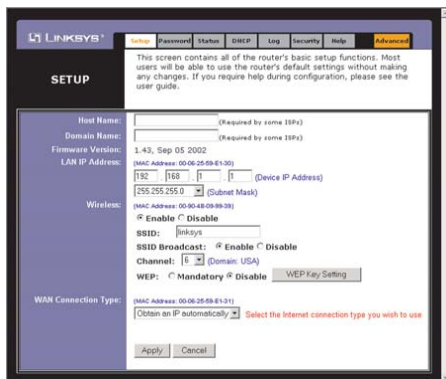 LINKSYS®
Setup Password Status DHCP Log Security Help Advanced
SETUP
This screen contains all of the router's basic setup functions. Most
users will be able to use the router's default settings without making
any changes. If you require help during configuration, please see the
user guide.
Host Name: (Required by some ISPs)
Domain Name: (Required by some ISPs)
Firmware Version: 1.43, Sep 05 2002
LAN IP Address: (MAC Address: 00-06-25-59-E1-30)
192 . 168 . 1 . 1 (Device IP Address)
255.255.255.0 (Subnet Mask)
Wireless: (MAC Address: 00-90-4B-09-99-39)
Enable Disable
SSID: linksys
SSID Broadcast: Enable Disable
Channel: 6 (Domain: USA)
WEP: Mandatory Disable WEP Key Setting
WAN Connection Type: (MAC Address: 00-06-25-59-E1-31)
Obtain an IP automatically Select the Internet connection type you wish to use
Apply Cancel